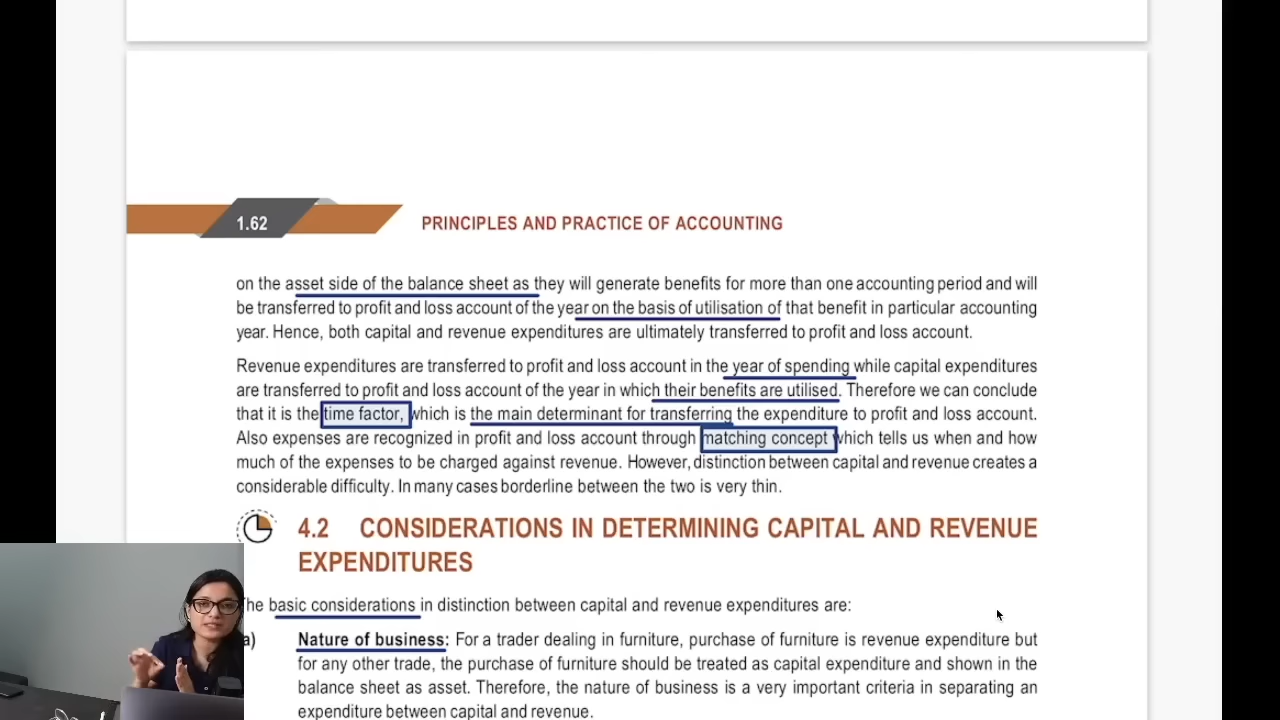 1.62
PRINCIPLES AND PRACTICE OF ACCOUNTING
on the asset side of the balance sheet as they will generate benefits for more than one accounting period and will
be transferred to profit and loss account of the year on the basis of utilisation of that benefit in particular accounting
year. Hence, both capital and revenue expenditures are ultimately transferred to profit and loss account.
Revenue expenditures are transferred to profit and loss account in the year of spending while capital expenditures
are transferred to profit and loss account of the year in which their benefits are utilised. Therefore we can conclude
that it is the time factor, which is the main determinant for transferring the expenditure to profit and loss account.
Also expenses are recognized in profit and loss account through matching concept which tells us when and how
much of the expenses to be charged against revenue. However, distinction between capital and revenue creates a
considerable difficulty. In many cases borderline between the two is very thin.
4.2 CONSIDERATIONS IN DETERMINING CAPITAL AND REVENUE
EXPENDITURES
The basic considerations in distinction between capital and revenue expenditures are:
a) Nature of business: For a trader dealing in furniture, purchase of furniture is revenue expenditure but
for any other trade, the purchase of furniture should be treated as capital expenditure and shown in the
balance sheet as asset. Therefore, the nature of business is a very important criteria in separating an
expenditure between capital and revenue.